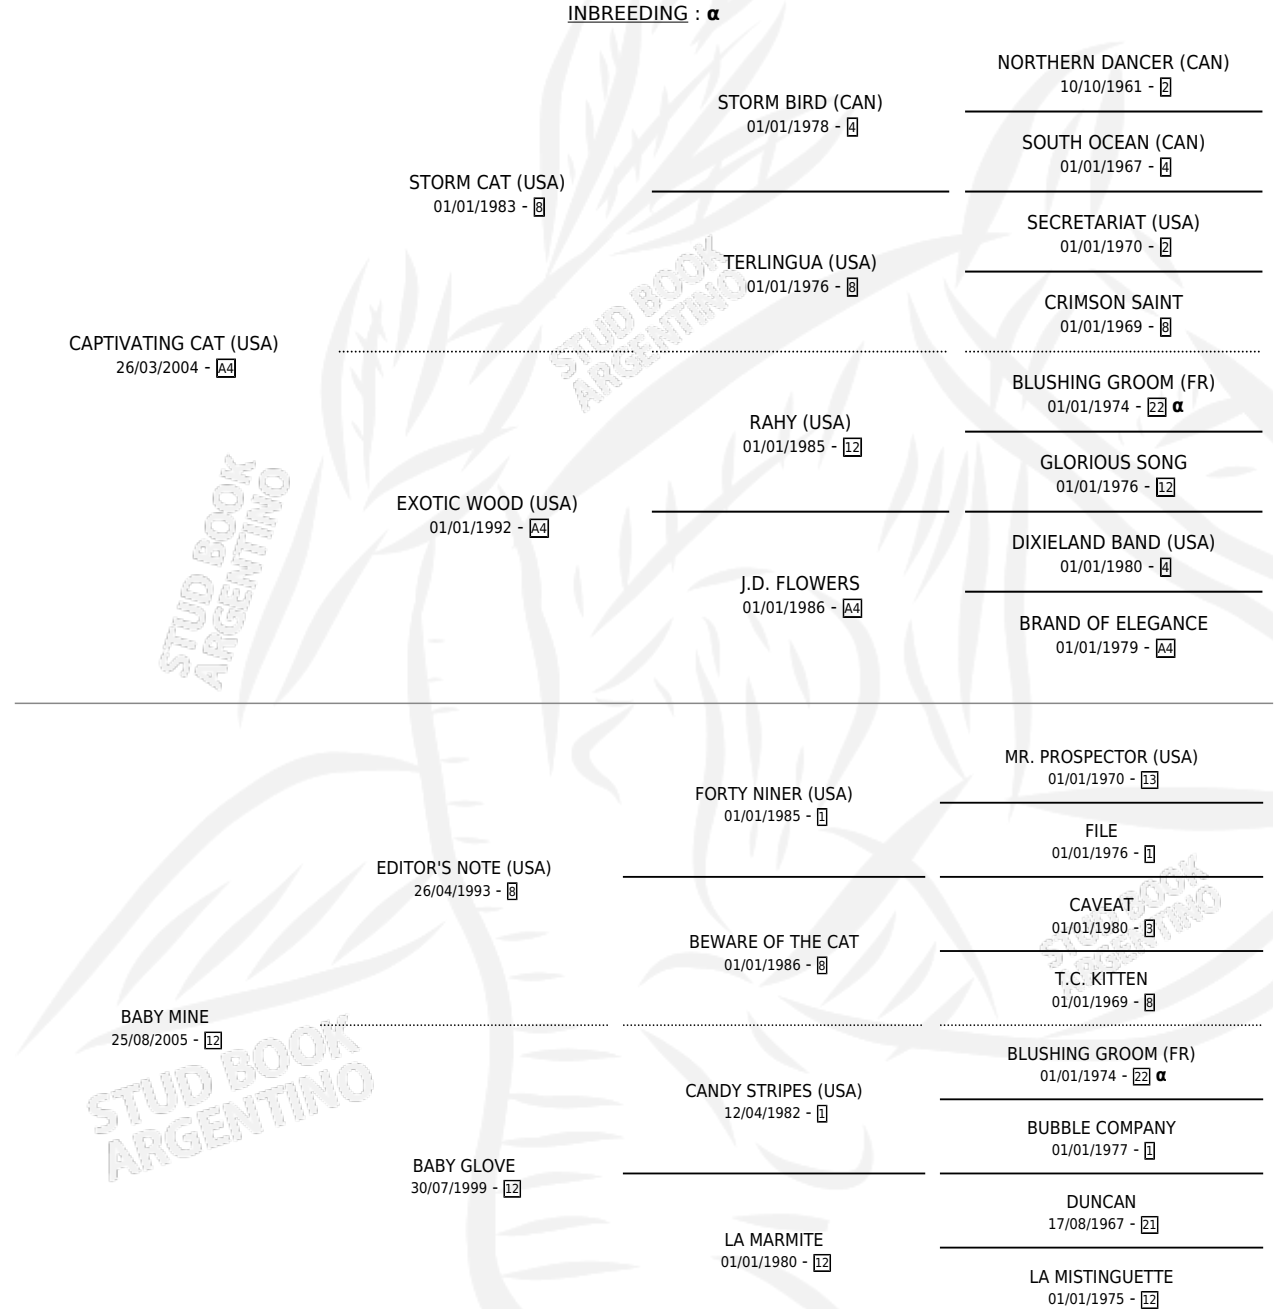 INBREEDING : α
NORTHERN DANCER (CAN)
10/10/1961 - 2
STORM BIRD (CAN)
01/01/1978 - 4
SOUTH OCEAN (CAN)
01/01/1967 - 4
STORM CAT (USA)
01/01/1983 - 8
SECRETARIAT (USA)
01/01/1970 - 2
TERLINGUA (USA)
01/01/1976 - 8
CRIMSON SAINT
01/01/1969 - 8
CAPTIVATING CAT (USA)
26/03/2004 - A4
BLUSHING GROOM (FR)
01/01/1974 - 22 α
RAHY (USA)
01/01/1985 - 12
GLORIOUS SONG
01/01/1976 - 12
EXOTIC WOOD (USA)
01/01/1992 - A4
DIXIELAND BAND (USA)
01/01/1980 - 4
J.D. FLOWERS
01/01/1986 - A4
BRAND OF ELEGANCE
01/01/1979 - A4
MR. PROSPECTOR (USA)
01/01/1970 - 13
FORTY NINER (USA)
01/01/1985 - 1
FILE
01/01/1976 - 1
EDITOR'S NOTE (USA)
26/04/1993 - 8
CAVEAT
01/01/1980 - 3
BEWARE OF THE CAT
01/01/1986 - 8
T.C. KITTEN
01/01/1969 - 8
BABY MINE
25/08/2005 - 12
BLUSHING GROOM (FR)
01/01/1974 - 22 α
CANDY STRIPES (USA)
12/04/1982 - 1
BUBBLE COMPANY
01/01/1977 - 1
BABY GLOVE
30/07/1999 - 12
DUNCAN
17/08/1967 - 21
LA MARMITE
01/01/1980 - 12
LA MISTINGUETTE
01/01/1975 - 12
STUD BOOK
ARGENTINO
STUD BOOK
ARGENTINO
STUD BOOK
ARGENTINO
STUD BOOK
ARGENTINO